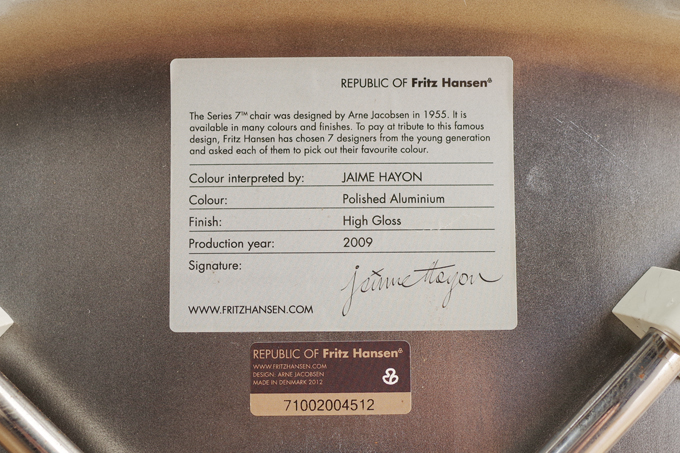 REPUBLIC OF Fritz Hansen®
The Series 7™ chair was designed by Arne Jacobsen in 1955. It is
available in many colours and finishes. To pay at tribute to this famous
design, Fritz Hansen has chosen 7 designers from the young generation
and asked each of them to pick out their favourite colour.
Colour interpreted by: JAIME HAYON
Colour: Polished Aluminium
Finish: High Gloss
Production year: 2009
Signature: Jaime Hayon
WWW.FRITZHANSEN.COM
REPUBLIC OF Fritz Hansen®
WWW.FRITZHANSEN.COM
DESIGN: ARNE JACOBSEN
MADE IN DENMARK 2012
71002004512